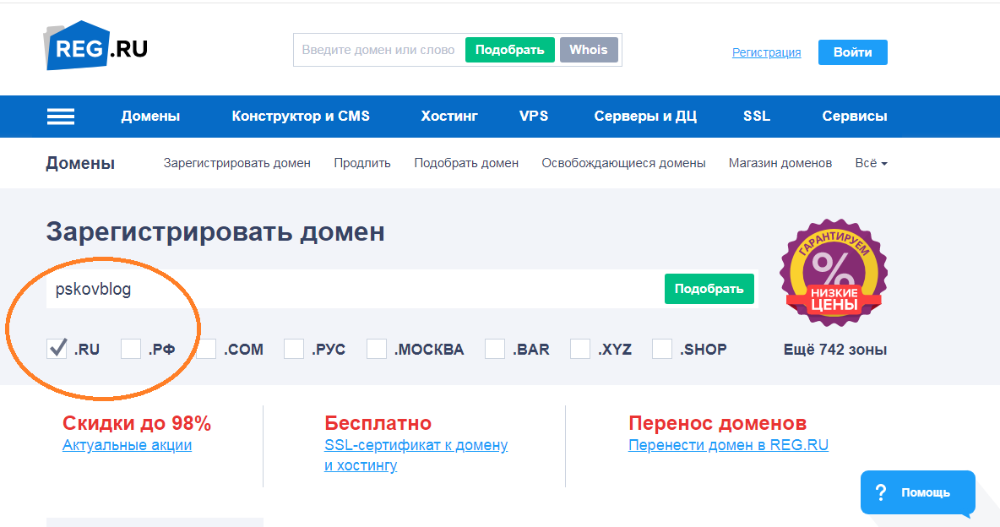 REG.RU
Введите домен или слово
Подобрать
Whois
Регистрация
Войти
Домены
Конструктор и CMS
Хостинг
VPS
Серверы и ДЦ
SSL
Сервисы
Домены
Зарегистрировать домен
Продлить
Подобрать домен
Освобождающиеся домены
Магазин доменов
Всё
Зарегистрировать домен
ГАРАНТИРУЕМ
%
НИЗКИЕ
ЦЕНЫ
pskovblog
Подобрать
.RU
.РФ
.COM
.РУС
.МОСКВА
.BAR
.XYZ
.SHOP
Ещё 742 зоны
Скидки до 98%
Актуальные акции
Бесплатно
SSL-сертификат к домену
и хостингу
Перенос доменов
Перенести домен в REG.RU
? Помощь